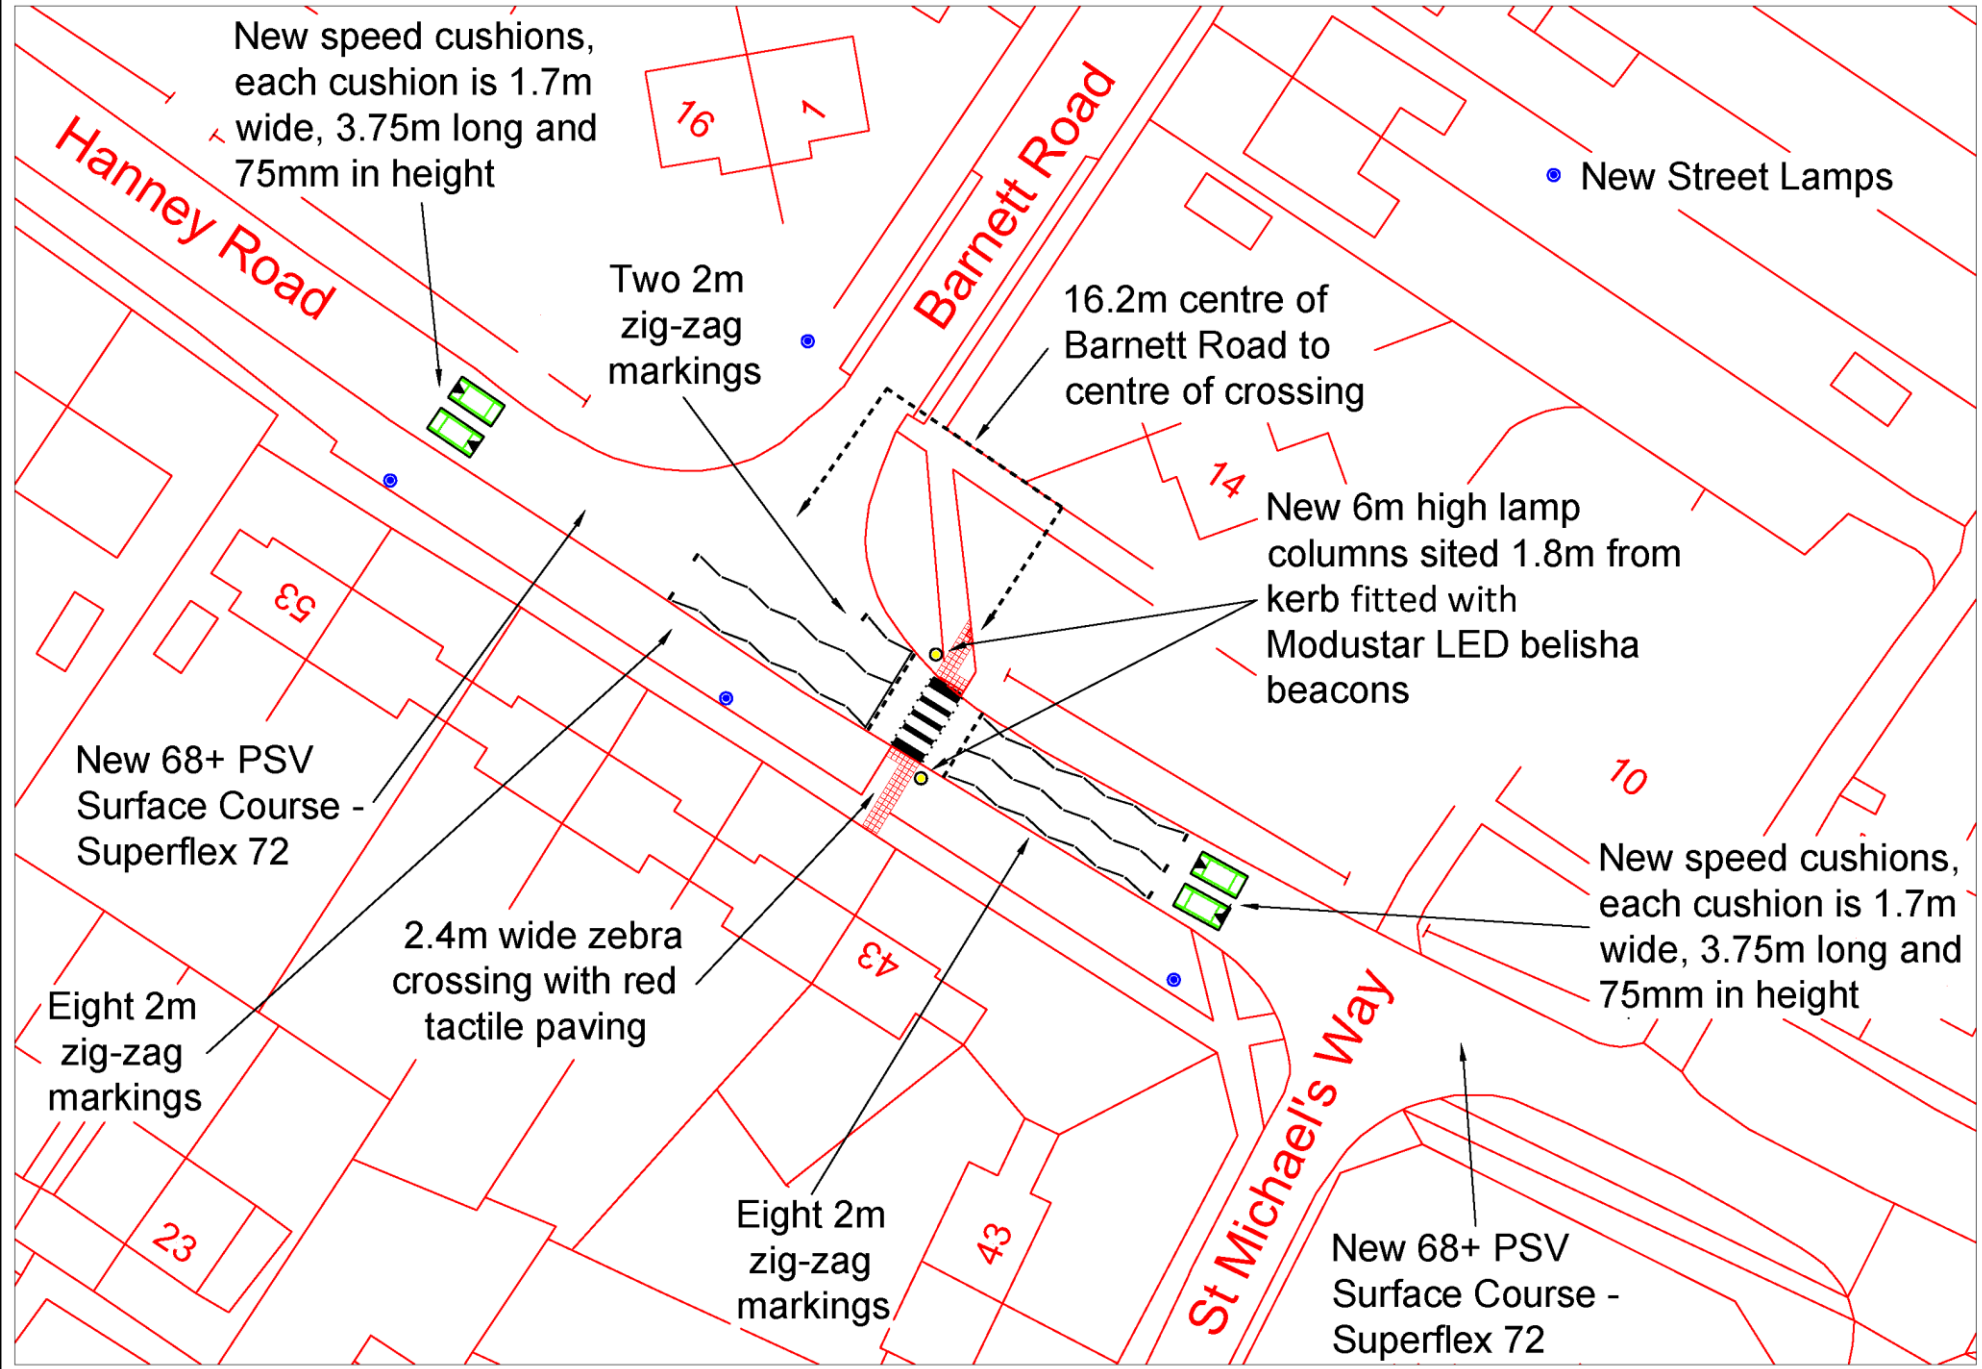 New speed cushions,
each cushion is 1.7m
wide, 3.75m long and
75mm in height
Hanney Road
16
1
Barnett Road
New Street Lamps
Two 2m
zig-zag
markings
16.2m centre of
Barnett Road to
centre of crossing
14
New 6m high lamp
columns sited 1.8m from
kerb fitted with
Modustar LED belisha
beacons
53
New 68+ PSV
Surface Course -
Superflex 72
10
New speed cushions,
each cushion is 1.7m
wide, 3.75m long and
75mm in height
2.4m wide zebra
crossing with red
tactile paving
43
Eight 2m
zig-zag
markings
St Michael's Way
23
Eight 2m
zig-zag
markings
43
New 68+ PSV
Surface Course -
Superflex 72